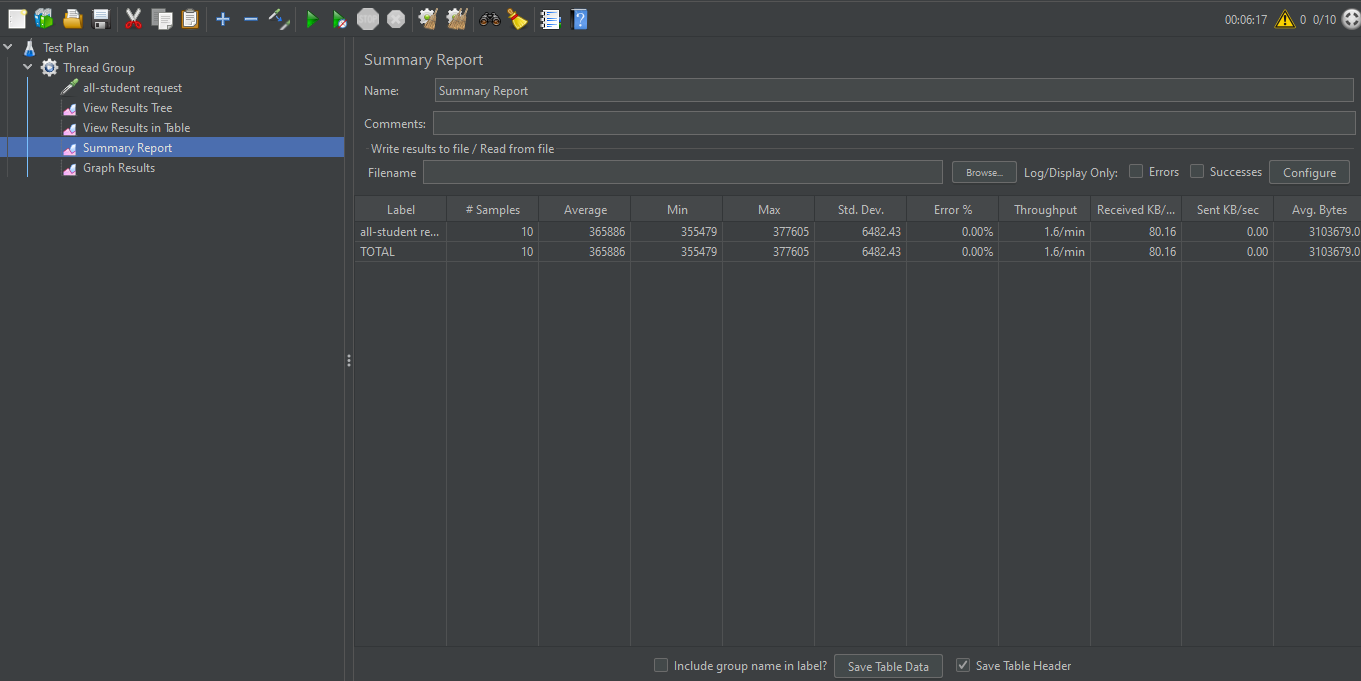 00:06:17 0 0/10
Test Plan
Thread Group
all-student request
View Results Tree
View Results in Table
Summary Report
Graph Results
Summary Report
Name: Summary Report
Comments:
Write results to file / Read from file
Filename Browse... Log/Display Only: Errors Successes Configure
Label # Samples Average Min Max Std. Dev. Error % Throughput Received KB/... Sent KB/sec Avg. Bytes
all-student re... 10 365886 355479 377605 6482.43 0.00% 1.6/min 80.16 0.00 3103679.0
TOTAL 10 365886 355479 377605 6482.43 0.00% 1.6/min 80.16 0.00 3103679.0
Include group name in label? Save Table Data Save Table Header